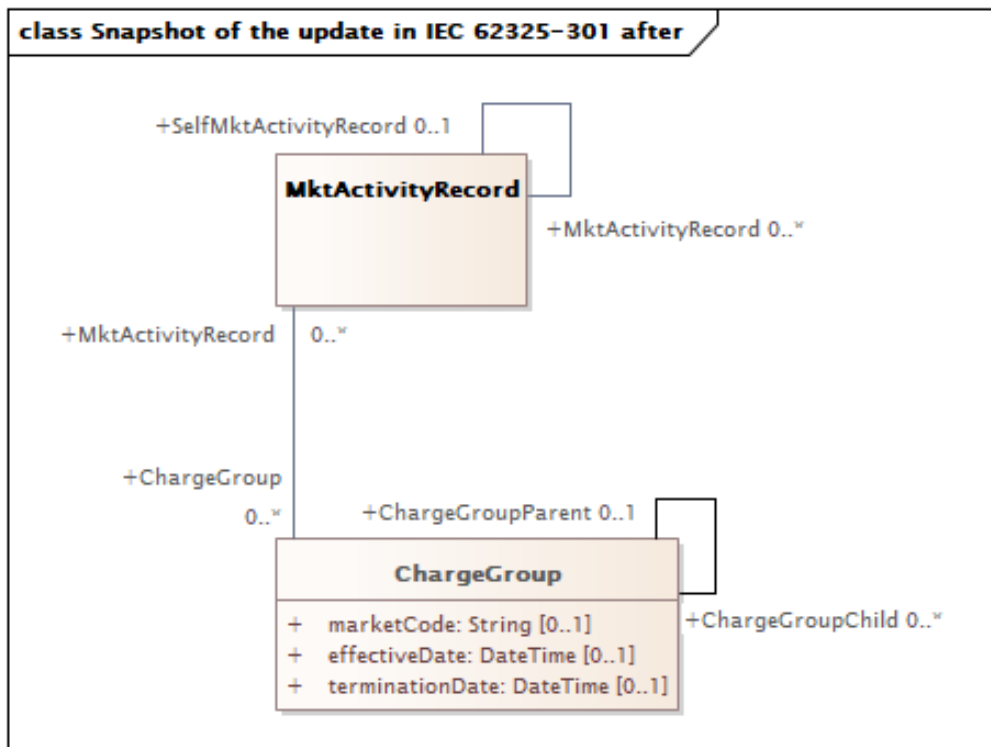 class Snapshot of the update in IEC 62325-301 after
+SelfMktActivityRecord 0..1
MktActivityRecord
+MktActivityRecord 0..*
+MktActivityRecord 0..*
+ChargeGroup
0..*
+ChargeGroupParent 0..1
ChargeGroup
+ marketCode: String [0..1]
+ effectiveDate: DateTime [0..1]
+ terminationDate: DateTime [0..1]
+ChargeGroupChild 0..*